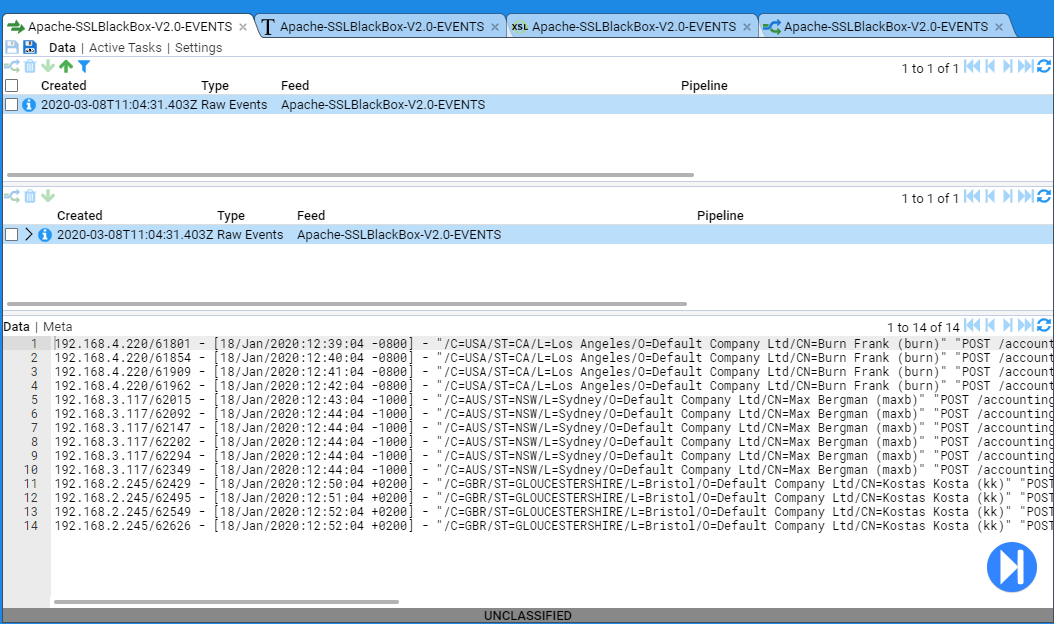 Apache-SSLBlackBox-V2.0-EVENTS × T Apache-SSLBlackBox-V2.0-EVENTS × XSL Apache-SSLBlackBox-V2.0-EVENTS × Apache-SSLBlackBox-V2.0-EVENTS ×
Data | Active Tasks | Settings
1 to 1 of 1
Created Type Feed Pipeline
2020-03-08T11:04:31.403Z Raw Events Apache-SSLBlackBox-V2.0-EVENTS
1 to 1 of 1
Created Type Feed Pipeline
2020-03-08T11:04:31.403Z Raw Events Apache-SSLBlackBox-V2.0-EVENTS
Data | Meta 1 to 14 of 14
1 192.168.4.220/61801 - [18/Jan/2020:12:39:04 -0800] - "/C=USA/ST=CA/L=Los Angeles/O=Default Company Ltd/CN=Burn Frank (burn)" "POST /account
2 192.168.4.220/61854 - [18/Jan/2020:12:40:04 -0800] - "/C=USA/ST=CA/L=Los Angeles/O=Default Company Ltd/CN=Burn Frank (burn)" "POST /account
3 192.168.4.220/61909 - [18/Jan/2020:12:41:04 -0800] - "/C=USA/ST=CA/L=Los Angeles/O=Default Company Ltd/CN=Burn Frank (burn)" "POST /account
4 192.168.4.220/61962 - [18/Jan/2020:12:42:04 -0800] - "/C=USA/ST=CA/L=Los Angeles/O=Default Company Ltd/CN=Burn Frank (burn)" "POST /account
5 192.168.3.117/62015 - [18/Jan/2020:12:43:04 -1000] - "/C=AUS/ST=NSW/L=Sydney/O=Default Company Ltd/CN=Max Bergman (maxb)" "POST /accounting
6 192.168.3.117/62092 - [18/Jan/2020:12:44:04 -1000] - "/C=AUS/ST=NSW/L=Sydney/O=Default Company Ltd/CN=Max Bergman (maxb)" "POST /accounting
7 192.168.3.117/62147 - [18/Jan/2020:12:44:04 -1000] - "/C=AUS/ST=NSW/L=Sydney/O=Default Company Ltd/CN=Max Bergman (maxb)" "POST /accounting
8 192.168.3.117/62202 - [18/Jan/2020:12:44:04 -1000] - "/C=AUS/ST=NSW/L=Sydney/O=Default Company Ltd/CN=Max Bergman (maxb)" "POST /accounting
9 192.168.3.117/62294 - [18/Jan/2020:12:44:04 -1000] - "/C=AUS/ST=NSW/L=Sydney/O=Default Company Ltd/CN=Max Bergman (maxb)" "POST /accounting
10 192.168.3.117/62349 - [18/Jan/2020:12:44:04 -1000] - "/C=AUS/ST=NSW/L=Sydney/O=Default Company Ltd/CN=Max Bergman (maxb)" "POST /accounting
11 192.168.2.245/62429 - [18/Jan/2020:12:50:04 +0200] - "/C=GBR/ST=GLOUCESTERSHIRE/L=Bristol/O=Default Company Ltd/CN=Kostas Kosta (kk)" "POST
12 192.168.2.245/62495 - [18/Jan/2020:12:51:04 +0200] - "/C=GBR/ST=GLOUCESTERSHIRE/L=Bristol/O=Default Company Ltd/CN=Kostas Kosta (kk)" "POST
13 192.168.2.245/62549 - [18/Jan/2020:12:52:04 +0200] - "/C=GBR/ST=GLOUCESTERSHIRE/L=Bristol/O=Default Company Ltd/CN=Kostas Kosta (kk)" "POST
14 192.168.2.245/62626 - [18/Jan/2020:12:52:04 +0200] - "/C=GBR/ST=GLOUCESTERSHIRE/L=Bristol/O=Default Company Ltd/CN=Kostas Kosta (kk)" "POST
UNCLASSIFIED